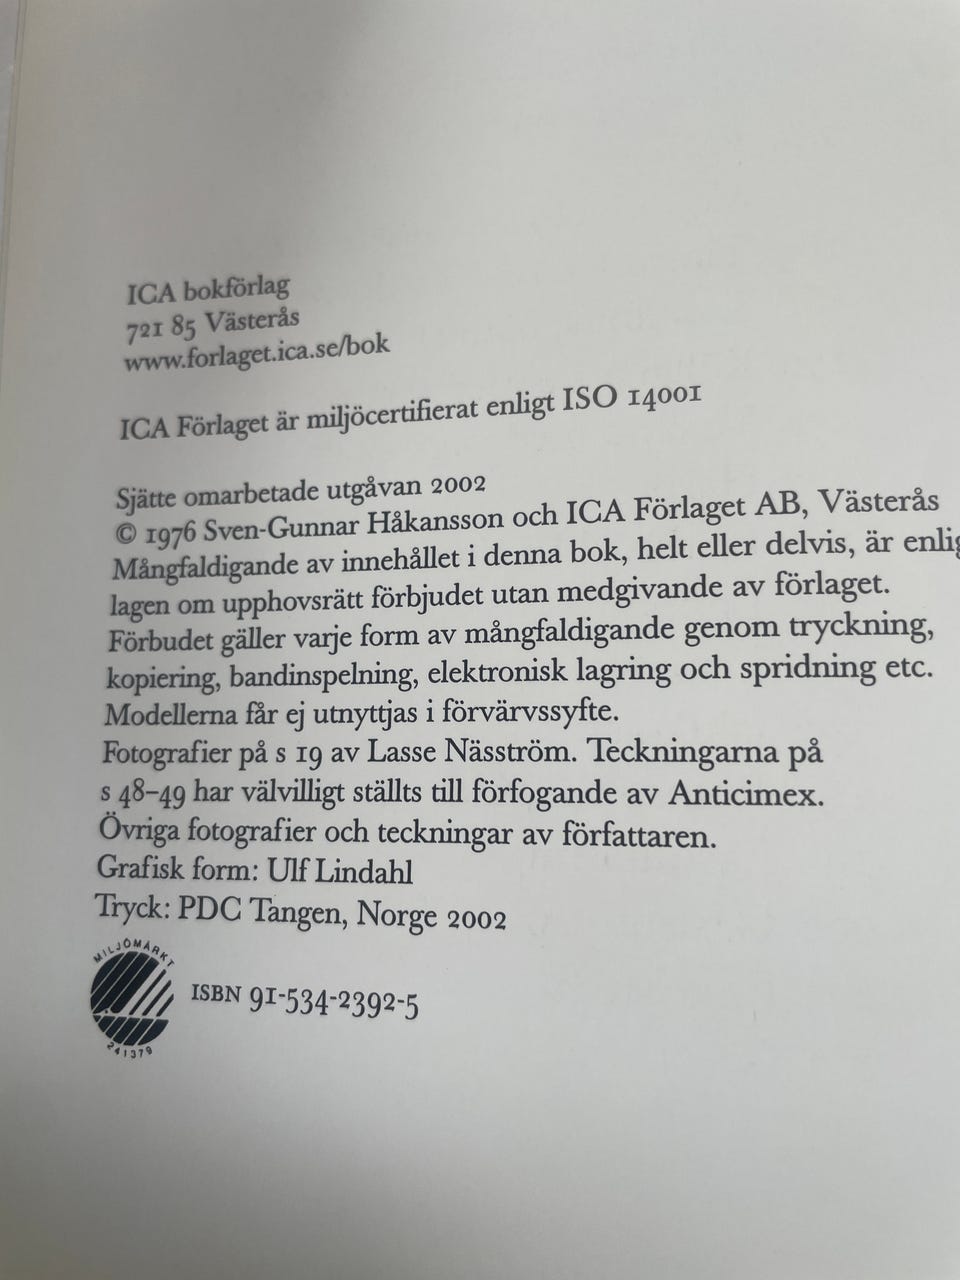 ICA bokförlag
721 85 Västerås
www.forlaget.ica.se/bok
ICA Förlaget är miljöcertifierat enligt ISO 14001
Sjätte omarbetade utgåvan 2002
© 1976 Sven-Gunnar Håkansson och ICA Förlaget AB, Västerås
Mångfaldigande av innehållet i denna bok, helt eller delvis, är enlig
lagen om upphovsrätt förbjudet utan medgivande av förlaget.
Förbudet gäller varje form av mångfaldigande genom tryckning,
kopiering, bandinspelning, elektronisk lagring och spridning etc.
Modellerna får ej utnyttjas i förvärvssyfte.
Fotografier på s 19 av Lasse Näsström. Teckningarna på
s 48–49 har välvilligt ställts till förfogande av Anticimex.
Övriga fotografier och teckningar av författaren.
Grafisk form: Ulf Lindahl
Tryck: PDC Tangen, Norge 2002
MILJÖMÄRKT
241379
ISBN 91-534-2392-5